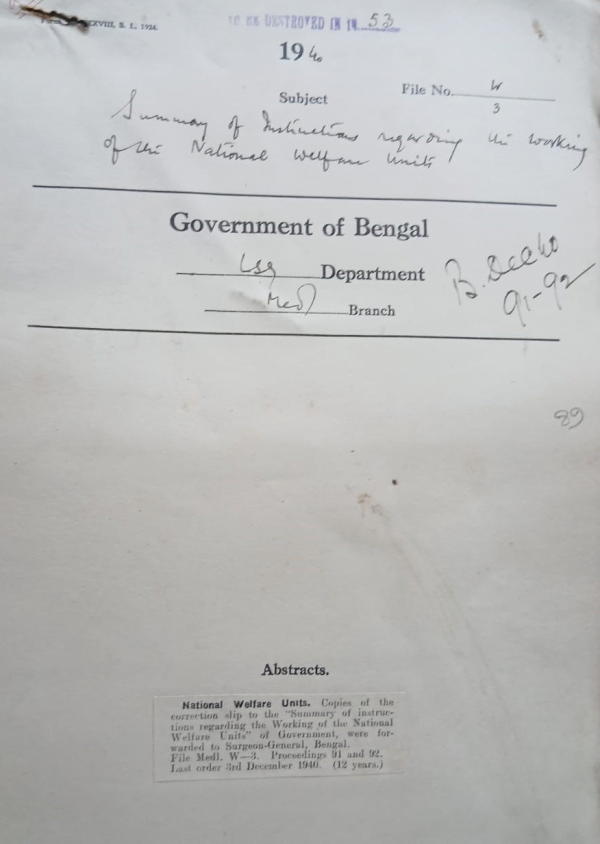 XXVIII, S. L. 1924.
TO BE DESTROYED IN 19 53
1940
File No. W
3
Subject
Summary of Instructions regarding the working
of the National Welfare Units
Government of Bengal
LSG Department
Medl Branch
B. Dec 40
91-92
89
Abstracts.
National Welfare Units. Copies of the
correction slip to the "Summary of instruc-
tions regarding the Working of the National
Welfare Units" of Government, were for-
warded to Surgeon-General, Bengal.
File Medl. W—3. Proceedings 91 and 92.
Last order 3rd December 1940. (12 years.)